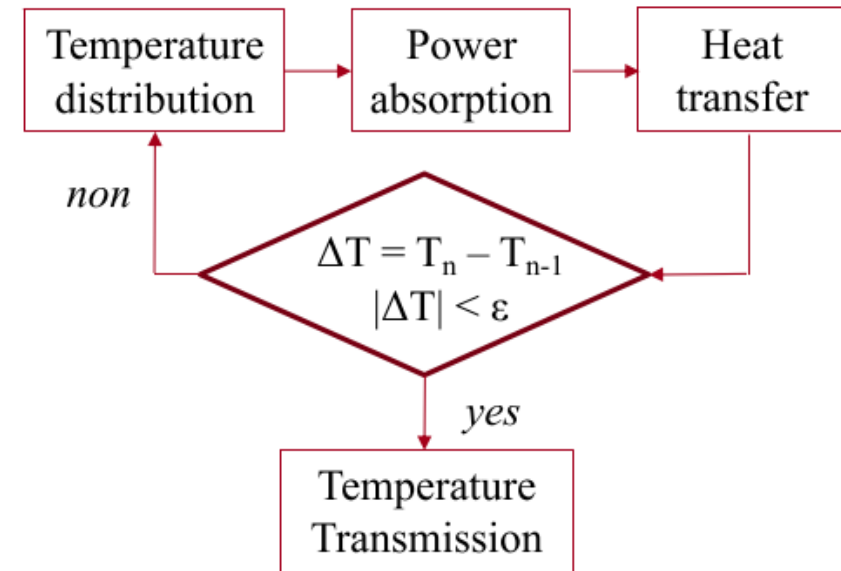 Temperature
distribution
Power
absorption
Heat
transfer
non
ΔT = Tₙ – Tₙ₋₁
|ΔT| < ε
yes
Temperature
Transmission